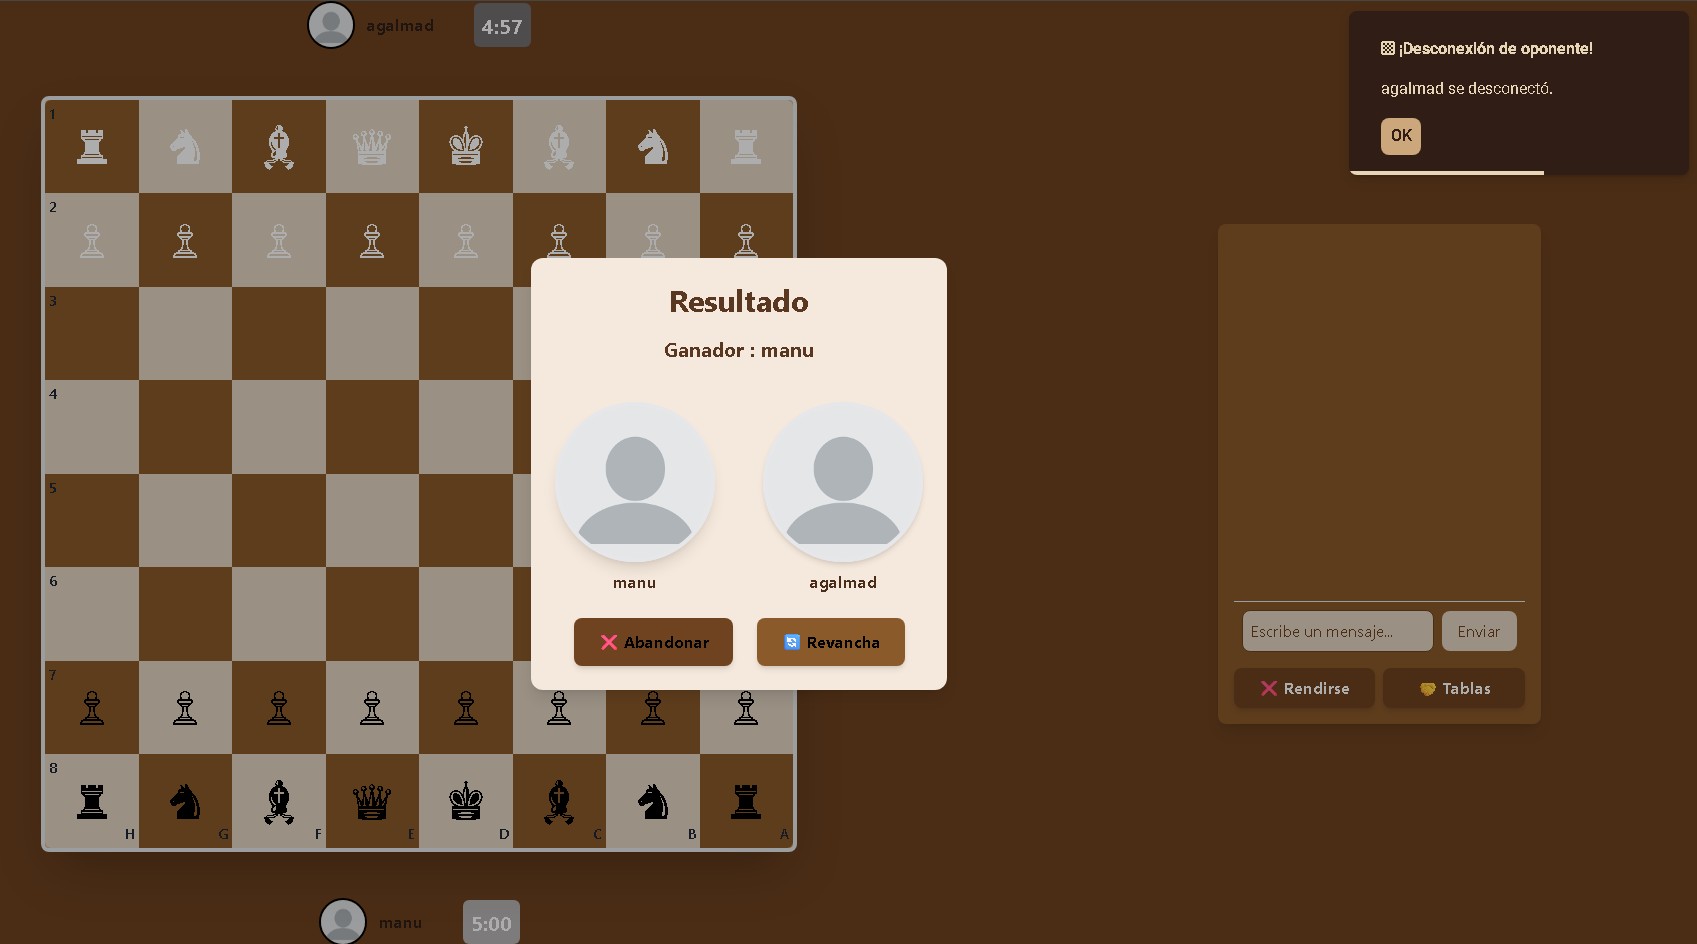 agalmad
4:57
¡Desconexión de oponente!
agalmad se desconectó.
OK
1
2
3
4
5
6
7
8
H G F E D C B A
Resultado
Ganador : manu
manu
agalmad
❌ Abandonar
🔄 Revancha
Escribe un mensaje...
Enviar
❌ Rendirse
🤝 Tablas
manu
5:00